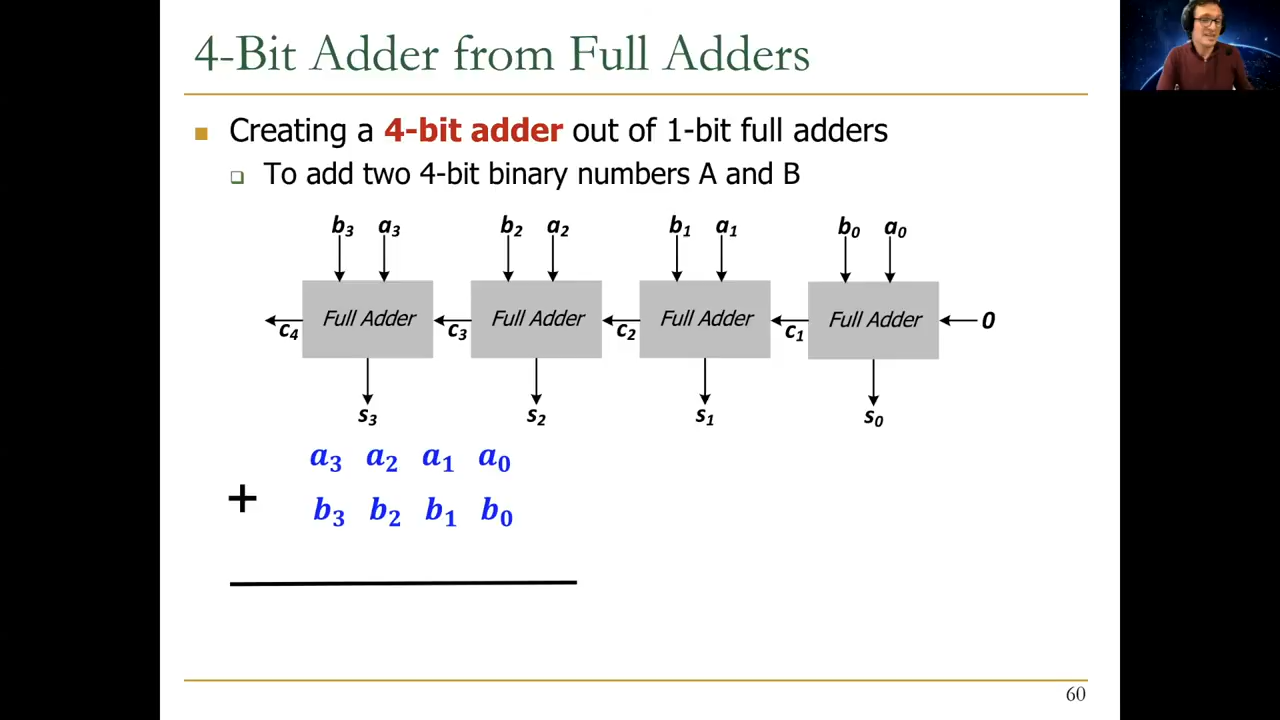 4-Bit Adder from Full Adders
Creating a 4-bit adder out of 1-bit full adders
To add two 4-bit binary numbers A and B
b₃ a₃ b₂ a₂ b₁ a₁ b₀ a₀
Full Adder Full Adder Full Adder Full Adder 0
c₄ c₃ c₂ c₁
s₃ s₂ s₁ s₀
a₃ a₂ a₁ a₀
+
b₃ b₂ b₁ b₀
60